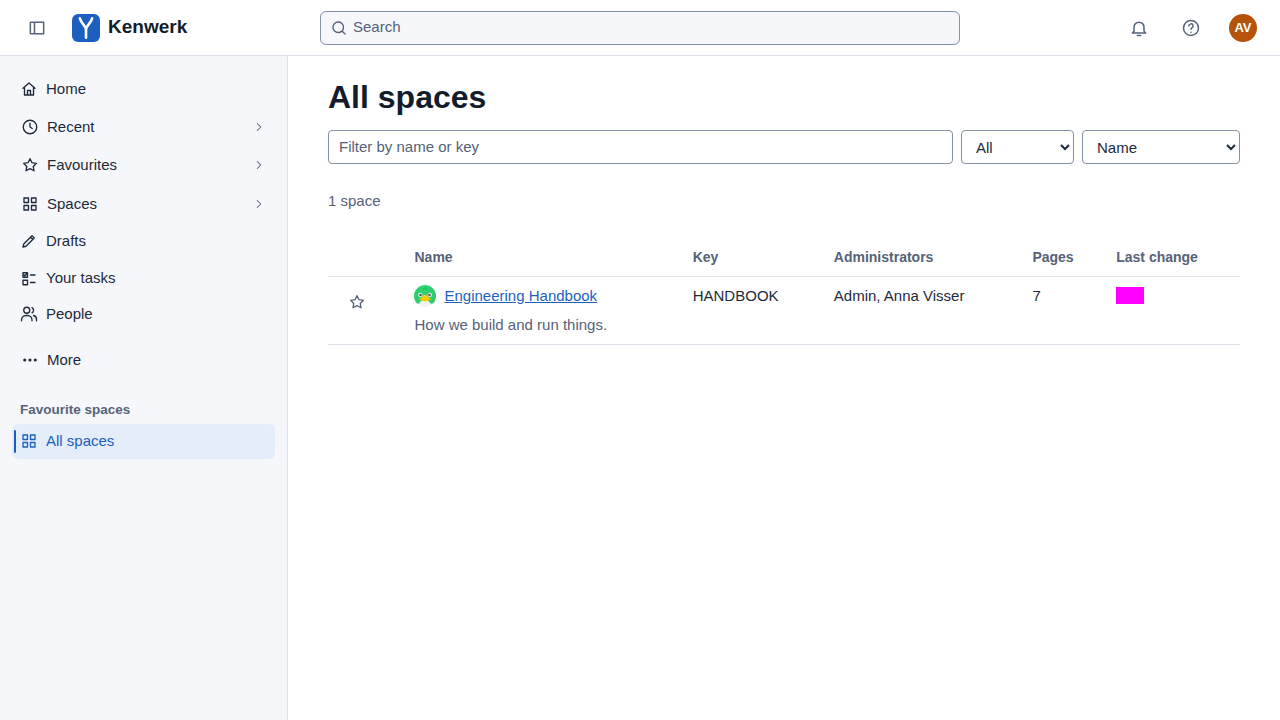 Kenwerk
Search
AV
Home
Recent
Favourites
Spaces
Drafts
Your tasks
People
More
Favourite spaces
All spaces
All spaces
Filter by name or key
All
Name
1 space
Name Key Administrators Pages Last change
Engineering Handbook HANDBOOK Admin, Anna Visser 7
How we build and run things.